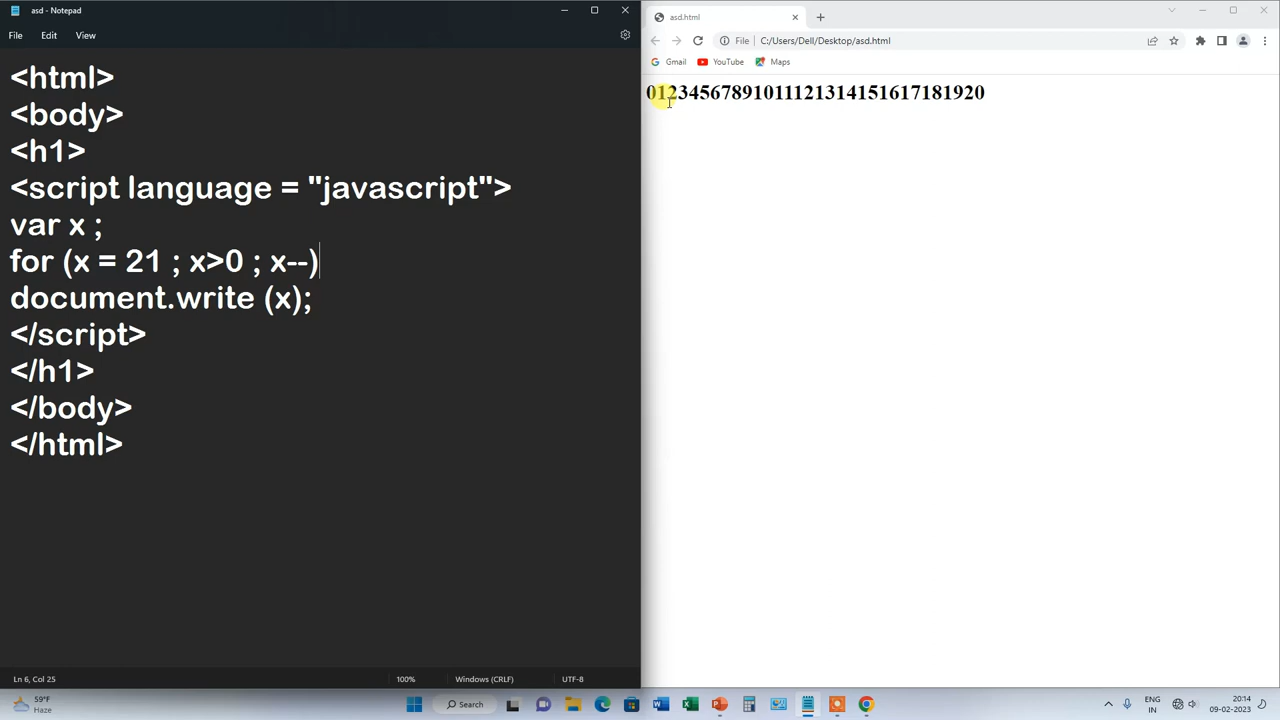 asd - Notepad
File Edit View
<html>
<body>
<h1>
<script language = "javascript">
var x ;
for (x = 21 ; x>0 ; x--)
document.write (x);
</script>
</h1>
</body>
</html>
Ln 6, Col 25 100% Windows (CRLF) UTF-8
asd.html
File C:/Users/Dell/Desktop/asd.html
Gmail YouTube Maps
01234567891011121314151617181920
59°F
Haze
Search
ENG
IN
20:14
09-02-2023